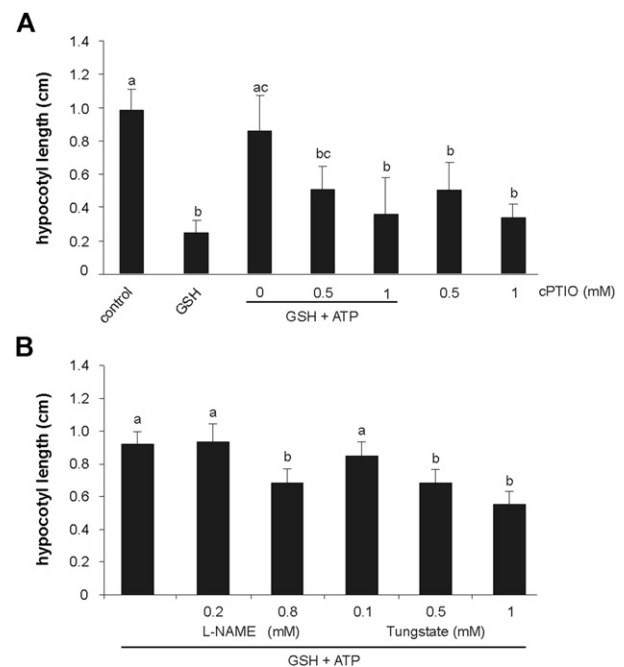 A
hypocotyl length (cm)
1.4
1.2
1.0
0.8
0.6
0.4
0.2
0
a
b
ac
bc
b
b
b
control
GSH
0 0.5 1 0.5 1 cPTIO (mM)
GSH + ATP
B
hypocotyl length (cm)
1.4
1.2
1.0
0.8
0.6
0.4
0.2
0
a
a
b
a
b
b
0.2 0.8 0.1 0.5 1
L-NAME (mM) Tungstate (mM)
GSH + ATP